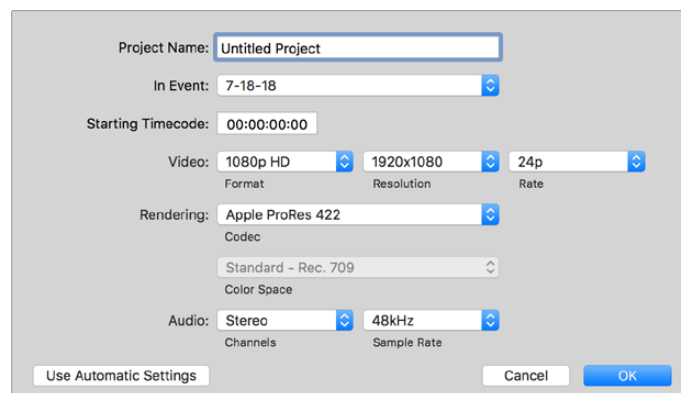 Project Name: Untitled Project
In Event: 7-18-18
Starting Timecode: 00:00:00:00
Video: 1080p HD 1920x1080 24p
Format Resolution Rate
Rendering: Apple ProRes 422
Codec
Standard - Rec. 709
Color Space
Audio: Stereo 48kHz
Channels Sample Rate
Use Automatic Settings Cancel OK